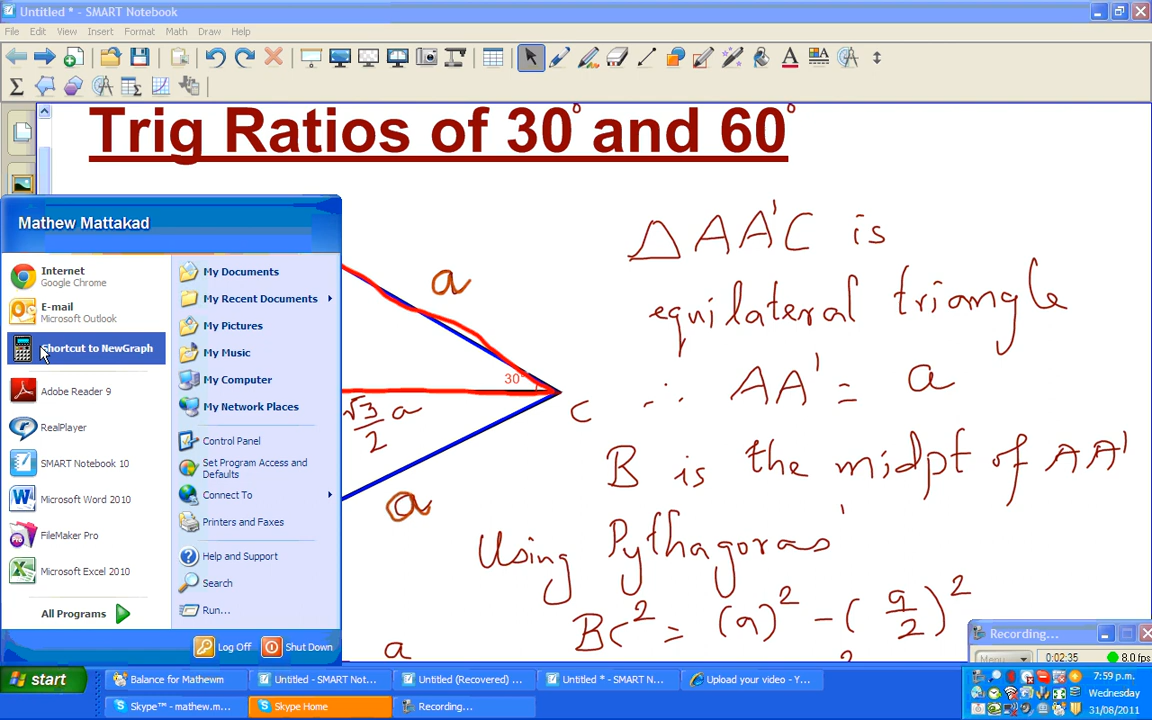 Untitled * - SMART Notebook
File Edit View Insert Format Math Draw Help
Trig Ratios of 30° and 60°
Mathew Mattakad
Internet
Google Chrome
E-mail
Microsoft Outlook
Shortcut to NewGraph
Adobe Reader 9
RealPlayer
SMART Notebook 10
Microsoft Word 2010
FileMaker Pro
Microsoft Excel 2010
All Programs
My Documents
My Recent Documents
My Pictures
My Music
My Computer
My Network Places
Control Panel
Set Program Access and
Defaults
Connect To
Printers and Faxes
Help and Support
Search
Run...
Log Off
Shut Down
a
30°
C
√3/2 a
a
a
Δ AA'C is
equilateral triangle
∴ AA' = a
B is the midpt of AA'
Using Pythagoras'
BC² = (a)² - (a/2)²
2
Recording...
Menu
0:02:35
8.0 fps
start
Balance for Mathewm
Untitled - SMART Not...
Untitled (Recovered) ...
Untitled * - SMART N...
Upload your video - Y...
Skype™ - mathew.m...
Skype Home
Recording...
7:59 p.m.
Wednesday
31/08/2011